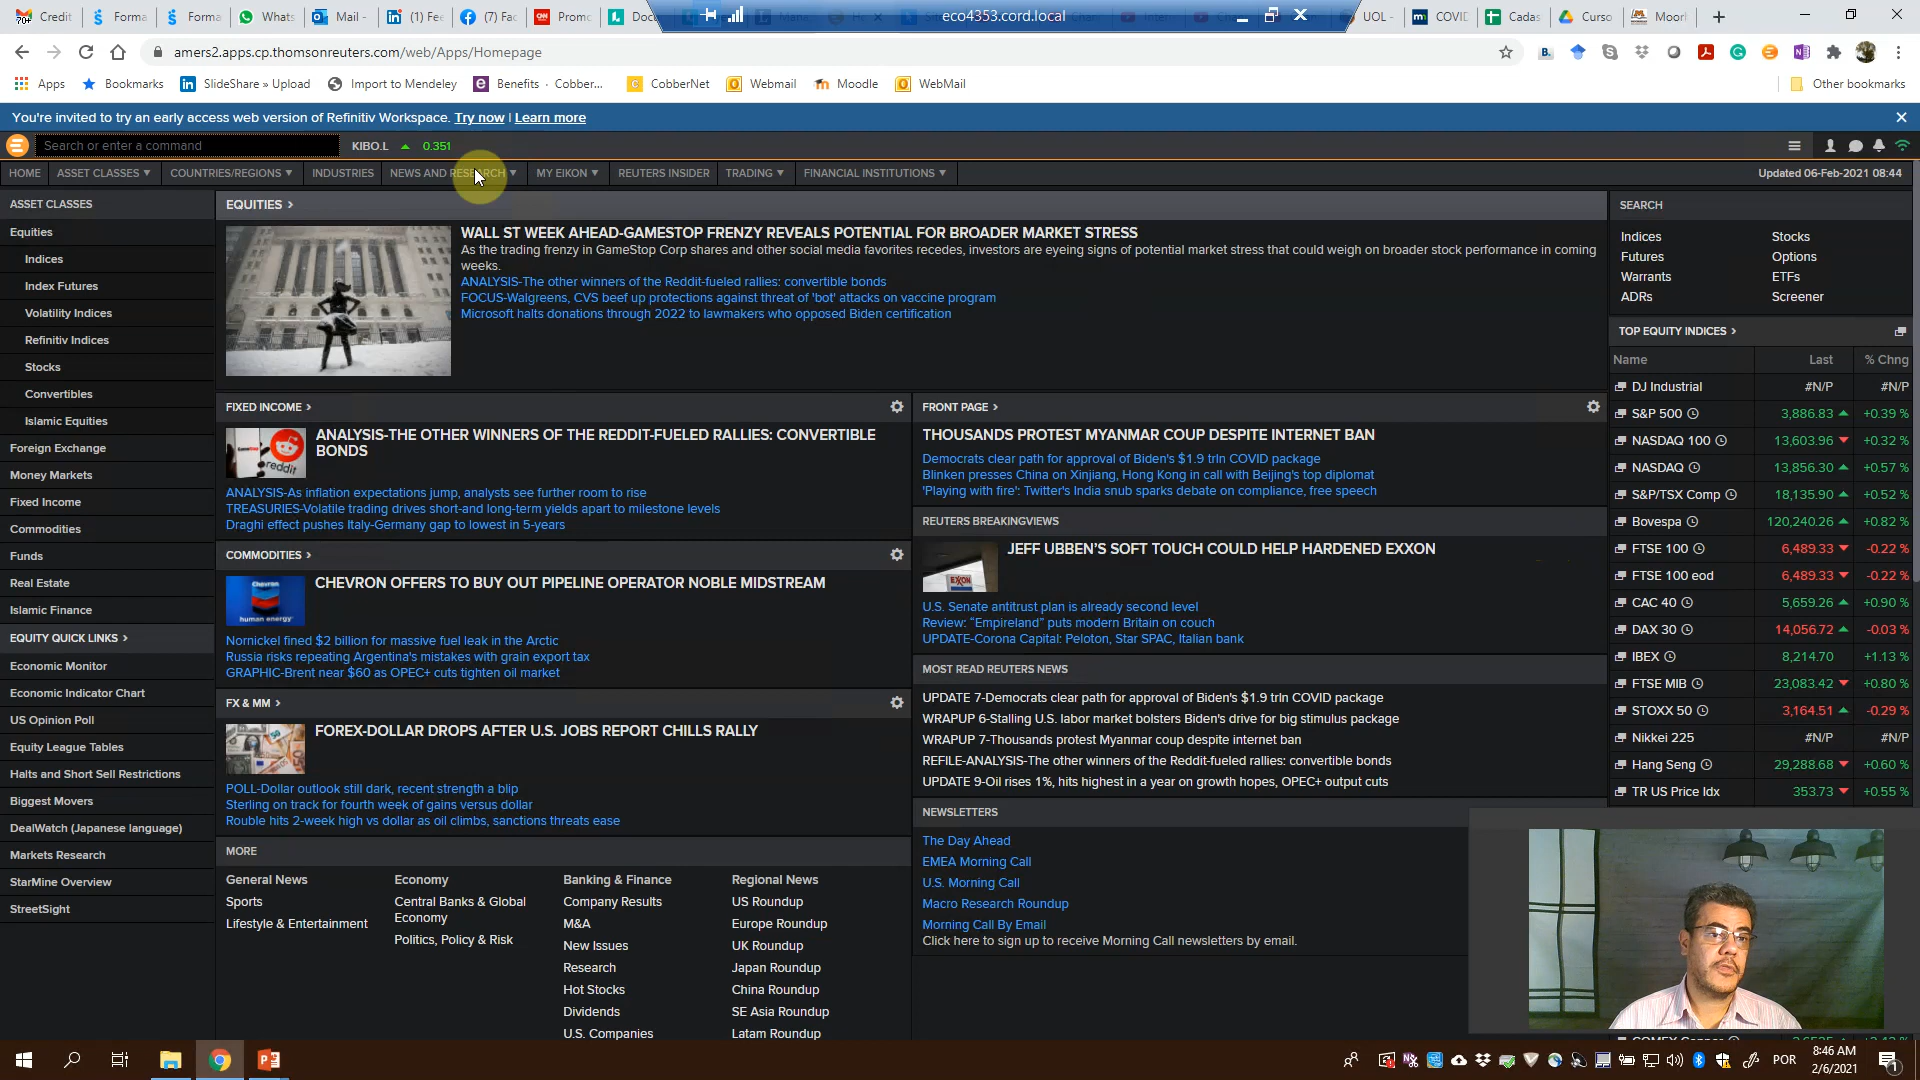 Credit
Forma
Forma
Whats
Mail -
(1) Fee
(7) Fac
Promo
Docu
eco4353.cord.local
UOL -
COVID
Cadas
Curso
Moorh
amers2.apps.cp.thomsonreuters.com/web/Apps/Homepage
Apps
Bookmarks
SlideShare » Upload
Import to Mendeley
Benefits · Cobber...
CobberNet
Webmail
Moodle
WebMail
Other bookmarks
You're invited to try an early access web version of Refinitiv Workspace. Try now | Learn more
Search or enter a command
KIBO.L 0.351
HOME
ASSET CLASSES
COUNTRIES/REGIONS
INDUSTRIES
NEWS AND RESEARCH
MY EIKON
REUTERS INSIDER
TRADING
FINANCIAL INSTITUTIONS
Updated 06-Feb-2021 08:44
ASSET CLASSES
Equities
Indices
Index Futures
Volatility Indices
Refinitiv Indices
Stocks
Convertibles
Islamic Equities
Foreign Exchange
Money Markets
Fixed Income
Commodities
Funds
Real Estate
Islamic Finance
EQUITY QUICK LINKS >
Economic Monitor
Economic Indicator Chart
US Opinion Poll
Equity League Tables
Halts and Short Sell Restrictions
Biggest Movers
DealWatch (Japanese language)
Markets Research
StarMine Overview
StreetSight
EQUITIES >
WALL ST WEEK AHEAD-GAMESTOP FRENZY REVEALS POTENTIAL FOR BROADER MARKET STRESS
As the trading frenzy in GameStop Corp shares and other social media favorites recedes, investors are eyeing signs of potential market stress that could weigh on broader stock performance in coming
weeks.
ANALYSIS-The other winners of the Reddit-fueled rallies: convertible bonds
FOCUS-Walgreens, CVS beef up protections against threat of 'bot' attacks on vaccine program
Microsoft halts donations through 2022 to lawmakers who opposed Biden certification
FIXED INCOME >
reddit
ANALYSIS-THE OTHER WINNERS OF THE REDDIT-FUELED RALLIES: CONVERTIBLE
BONDS
ANALYSIS-As inflation expectations jump, analysts see further room to rise
TREASURIES-Volatile trading drives short-and long-term yields apart to milestone levels
Draghi effect pushes Italy-Germany gap to lowest in 5-years
COMMODITIES >
Chevron
human energy
CHEVRON OFFERS TO BUY OUT PIPELINE OPERATOR NOBLE MIDSTREAM
Nornickel fined $2 billion for massive fuel leak in the Arctic
Russia risks repeating Argentina's mistakes with grain export tax
GRAPHIC-Brent near $60 as OPEC+ cuts tighten oil market
FX & MM >
FOREX-DOLLAR DROPS AFTER U.S. JOBS REPORT CHILLS RALLY
POLL-Dollar outlook still dark, recent strength a blip
Sterling on track for fourth week of gains versus dollar
Rouble hits 2-week high vs dollar as oil climbs, sanctions threats ease
MORE
General News
Sports
Lifestyle & Entertainment
Economy
Central Banks & Global
Economy
Politics, Policy & Risk
Banking & Finance
Company Results
M&A
New Issues
Research
Hot Stocks
Dividends
U.S. Companies
Regional News
US Roundup
Europe Roundup
UK Roundup
Japan Roundup
China Roundup
SE Asia Roundup
Latam Roundup
FRONT PAGE >
THOUSANDS PROTEST MYANMAR COUP DESPITE INTERNET BAN
Democrats clear path for approval of Biden's $1.9 trln COVID package
Blinken presses China on Xinjiang, Hong Kong in call with Beijing's top diplomat
'Playing with fire': Twitter's India snub sparks debate on compliance, free speech
REUTERS BREAKINGVIEWS
EXXON
JEFF UBBEN'S SOFT TOUCH COULD HELP HARDENED EXXON
U.S. Senate antitrust plan is already second level
Review: “Empireland” puts modern Britain on couch
UPDATE-Corona Capital: Peloton, Star SPAC, Italian bank
MOST READ REUTERS NEWS
UPDATE 7-Democrats clear path for approval of Biden's $1.9 trln COVID package
WRAPUP 6-Stalling U.S. labor market bolsters Biden's drive for big stimulus package
WRAPUP 7-Thousands protest Myanmar coup despite internet ban
REFILE-ANALYSIS-The other winners of the Reddit-fueled rallies: convertible bonds
UPDATE 9-Oil rises 1%, hits highest in a year on growth hopes, OPEC+ output cuts
NEWSLETTERS
The Day Ahead
EMEA Morning Call
U.S. Morning Call
Macro Research Roundup
Morning Call By Email
Click here to sign up to receive Morning Call newsletters by email.
SEARCH
Indices Stocks
Futures Options
Warrants ETFs
ADRs Screener
TOP EQUITY INDICES >
Name Last % Chng
DJ Industrial #N/P #N/P
S&P 500 3,886.83 +0.39 %
NASDAQ 100 13,603.96 +0.32 %
NASDAQ 13,856.30 +0.57 %
S&P/TSX Comp 18,135.90 +0.52 %
Bovespa 120,240.26 +0.82 %
FTSE 100 6,489.33 -0.22 %
FTSE 100 eod 6,489.33 -0.22 %
CAC 40 5,659.26 +0.90 %
DAX 30 14,056.72 -0.03 %
IBEX 8,214.70 +1.13 %
FTSE MIB 23,083.42 +0.80 %
STOXX 50 3,164.51 -0.29 %
Nikkei 225 #N/P #N/P
Hang Seng 29,288.68 +0.60 %
TR US Price Idx 353.73 +0.55 %
POR
8:46 AM
2/6/2021